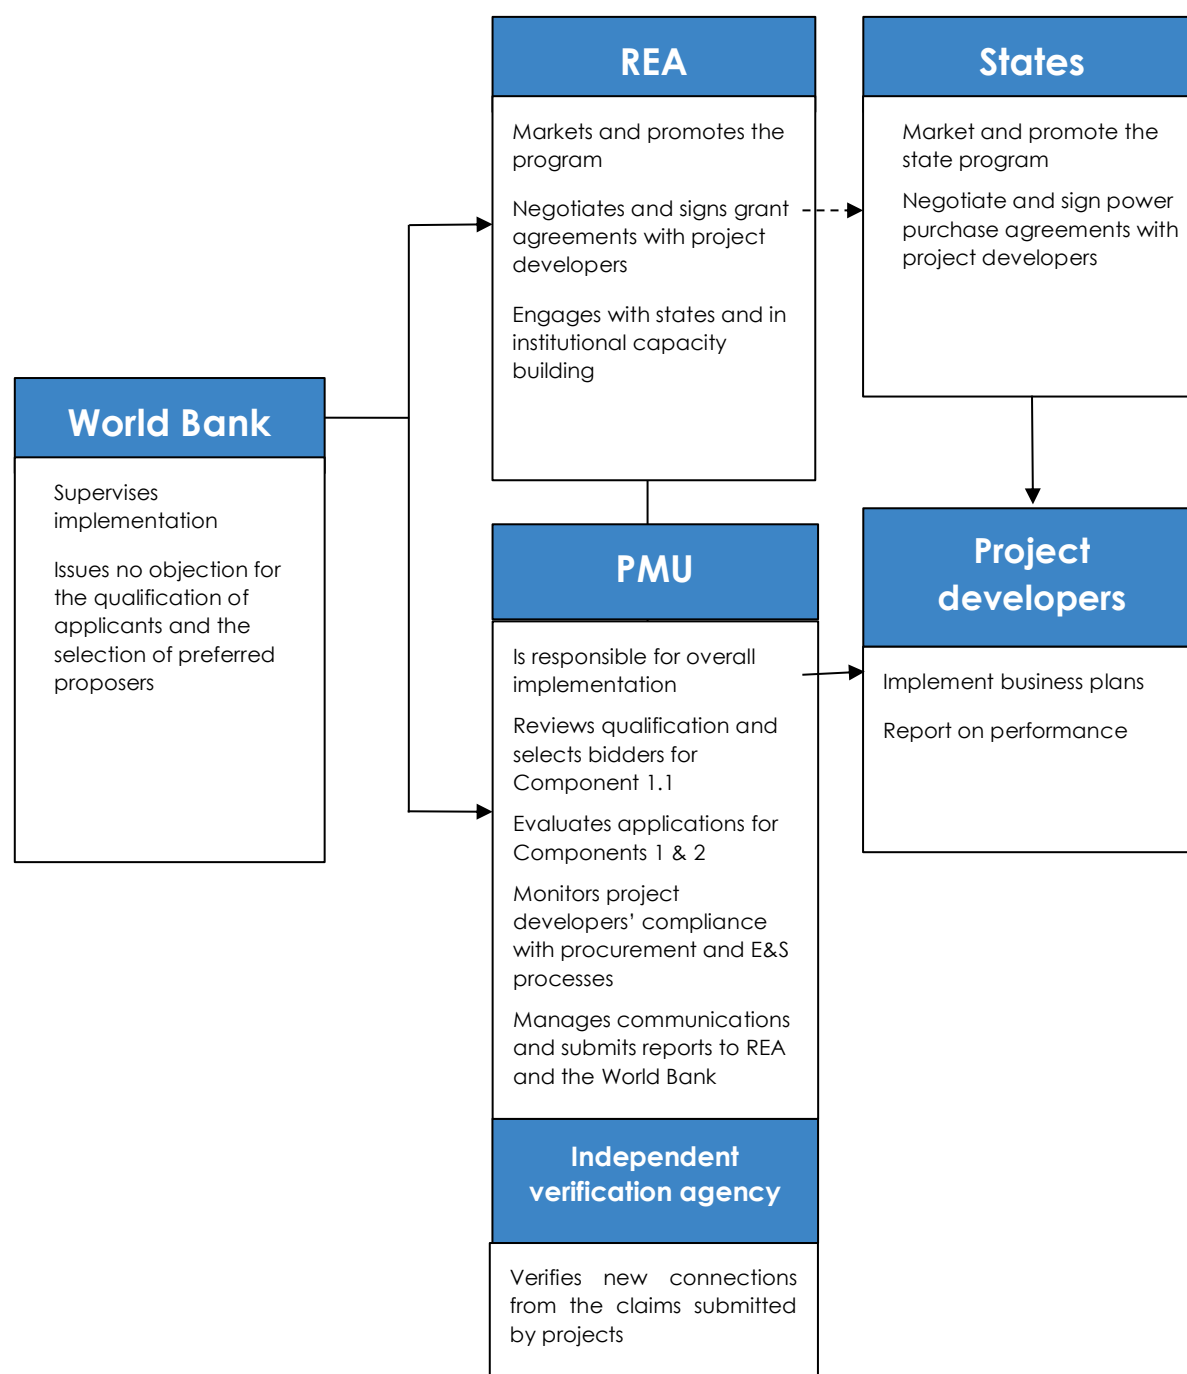 REA
Markets and promotes the
program
Negotiates and signs grant
agreements with project
developers
Engages with states and in
institutional capacity
building
States
Market and promote the
state program
Negotiate and sign power
purchase agreements with
project developers
World Bank
Supervises
implementation
Issues no objection for
the qualification of
applicants and the
selection of preferred
proposers
PMU
Is responsible for overall
implementation
Reviews qualification and
selects bidders for
Component 1.1
Evaluates applications for
Components 1 & 2
Monitors project
developers’ compliance
with procurement and E&S
processes
Manages communications
and submits reports to REA
and the World Bank
Project
developers
Implement business plans
Report on performance
Independent
verification agency
Verifies new connections
from the claims submitted
by projects